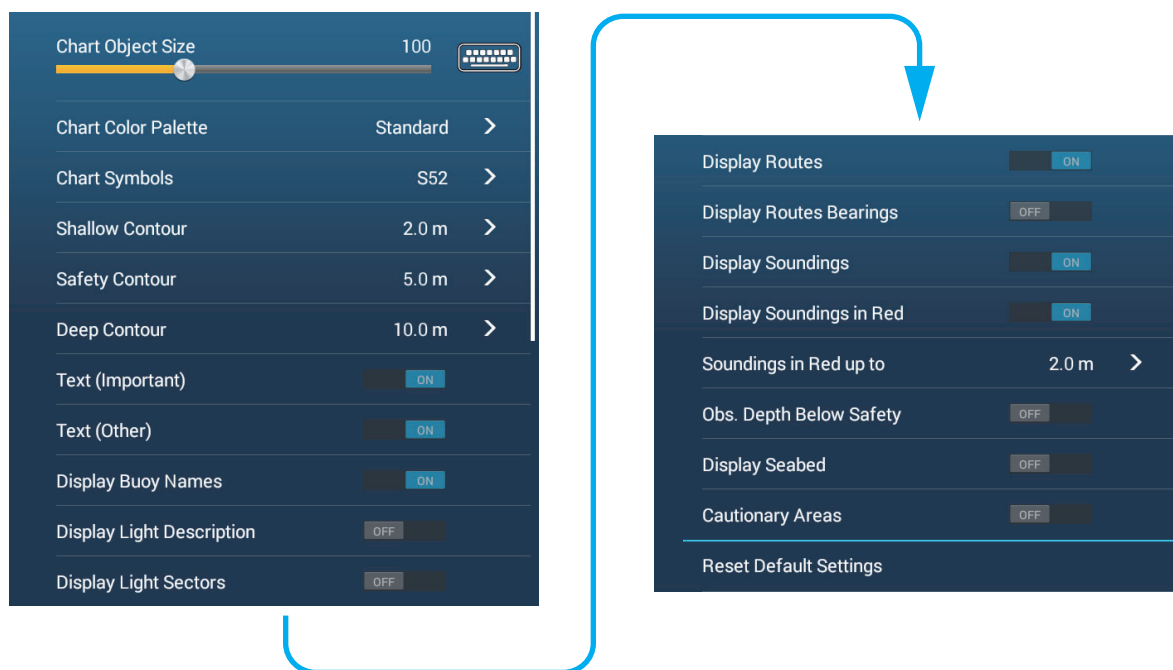 Chart Object Size 100
Chart Color Palette Standard
Chart Symbols S52
Shallow Contour 2.0 m
Safety Contour 5.0 m
Deep Contour 10.0 m
Text (Important) ON
Text (Other) ON
Display Buoy Names ON
Display Light Description OFF
Display Light Sectors OFF
Display Routes ON
Display Routes Bearings OFF
Display Soundings ON
Display Soundings in Red ON
Soundings in Red up to 2.0 m
Obs. Depth Below Safety OFF
Display Seabed OFF
Cautionary Areas OFF
Reset Default Settings